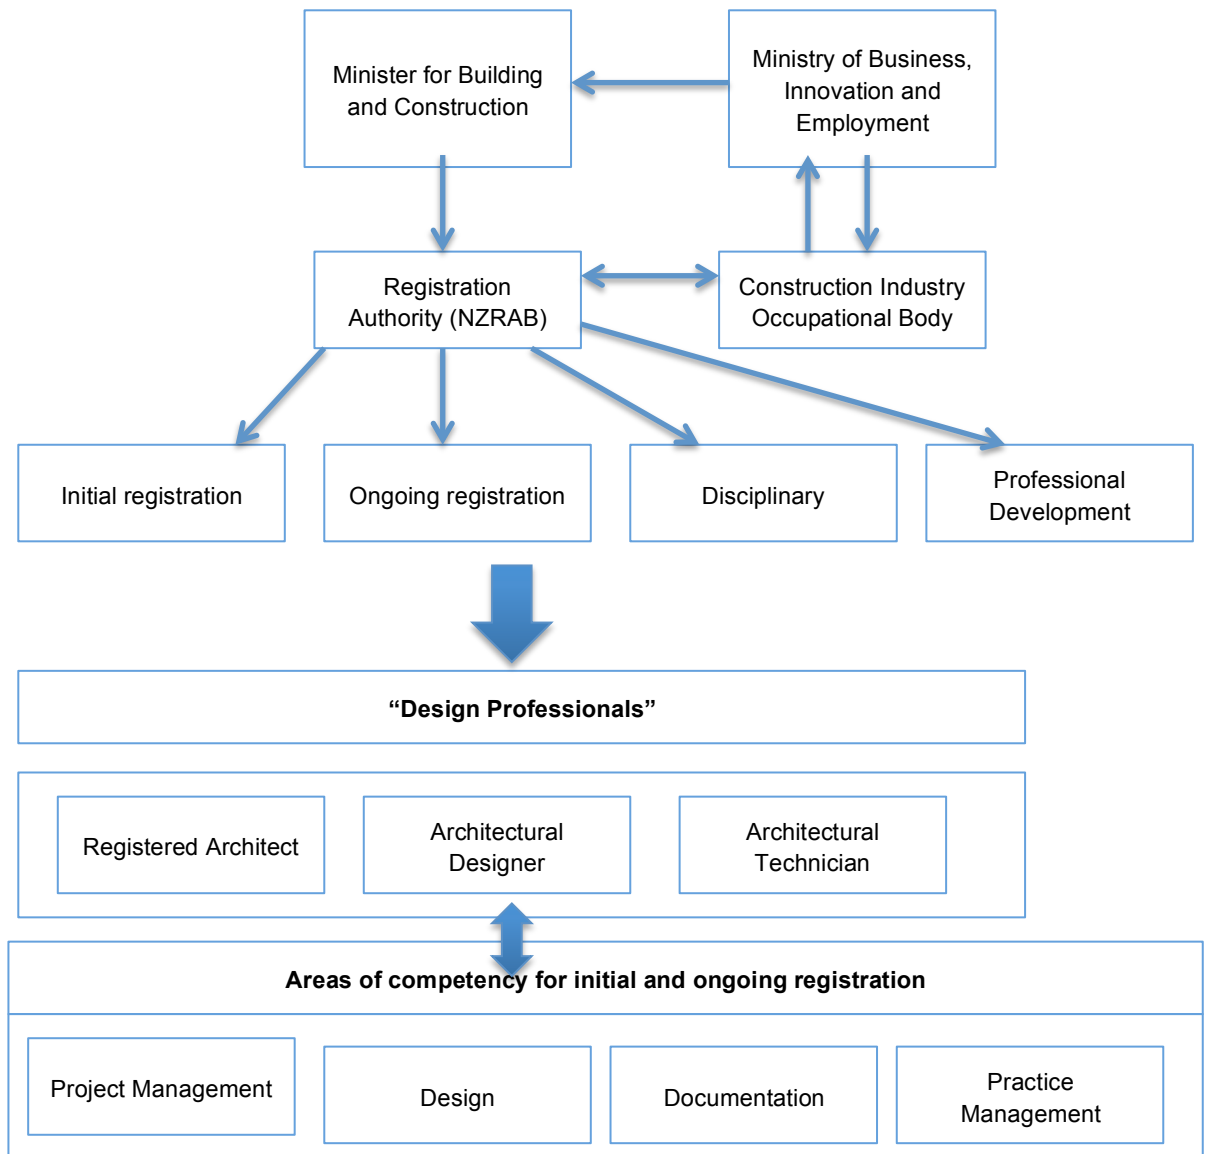 Minister for Building
and Construction
Ministry of Business,
Innovation and
Employment
Registration
Authority (NZRAB)
Construction Industry
Occupational Body
Initial registration
Ongoing registration
Disciplinary
Professional
Development
“Design Professionals”
Registered Architect
Architectural
Designer
Architectural
Technician
Areas of competency for initial and ongoing registration
Project Management
Design
Documentation
Practice
Management